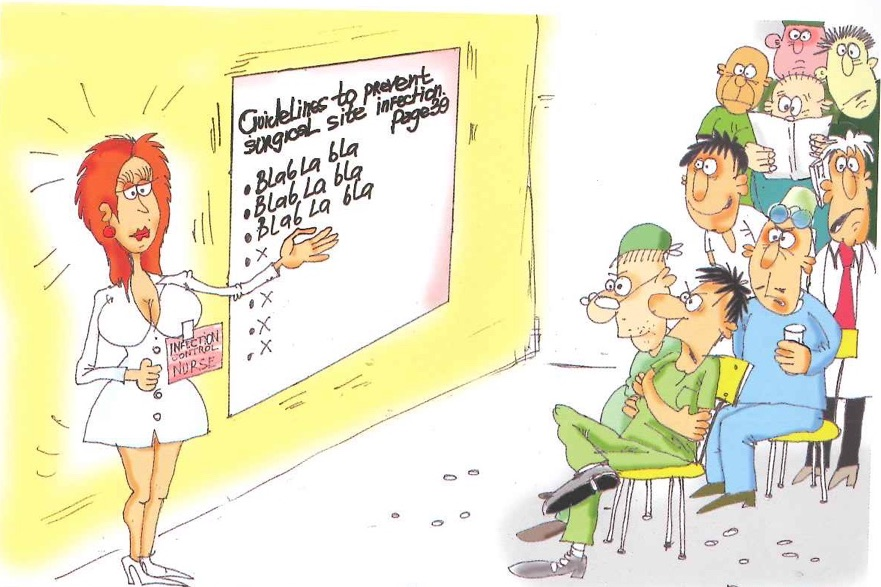 Guidelines to prevent
surgical site infection.
Page 39
• Blab La bla
• Blab La bla
• Blab La bla
• X
• X
• X
• X
INFECTION
CONTROL
NURSE